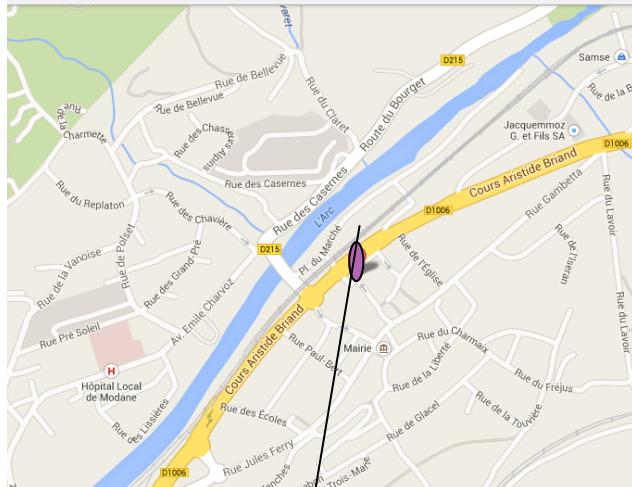 varet
D215
Samse
Rue de Bellevue
Rue de la B
Rue de Bellevue
Rue du Claret
Route du Bourget
Rue de la Charmette
Rue des Chasseurs Alpins
Jacquemmoz
G. et Fils SA
D1006
Cours Aristide Briand
Rue des Casernes
Rue du Replaton
Rue des Chavière
Rue des Casernes
L'Arc
D1006
Rue Gambetta
Rue du Lavoir
Pl. du Marché
D215
Rue de l'Église
Rue de l'Iseran
Rue de la Vanoise
Rue de Polset
Rue des Grand-Pré
Av. Emile Charvoz
Rue du Lavoir
Rue Pré Soleil
Cours Aristide Briand
Rue Paul-Bert
Mairie
Rue du Charmaix
H
Hôpital Local
de Modane
Rue de la Liberté
Rue du Fréjus
Rue des Lissières
Rue des Écoles
Rue de Glacel
Rue de la Touvière
Rue Jules Ferry
D1006
anches
Trois-Mar